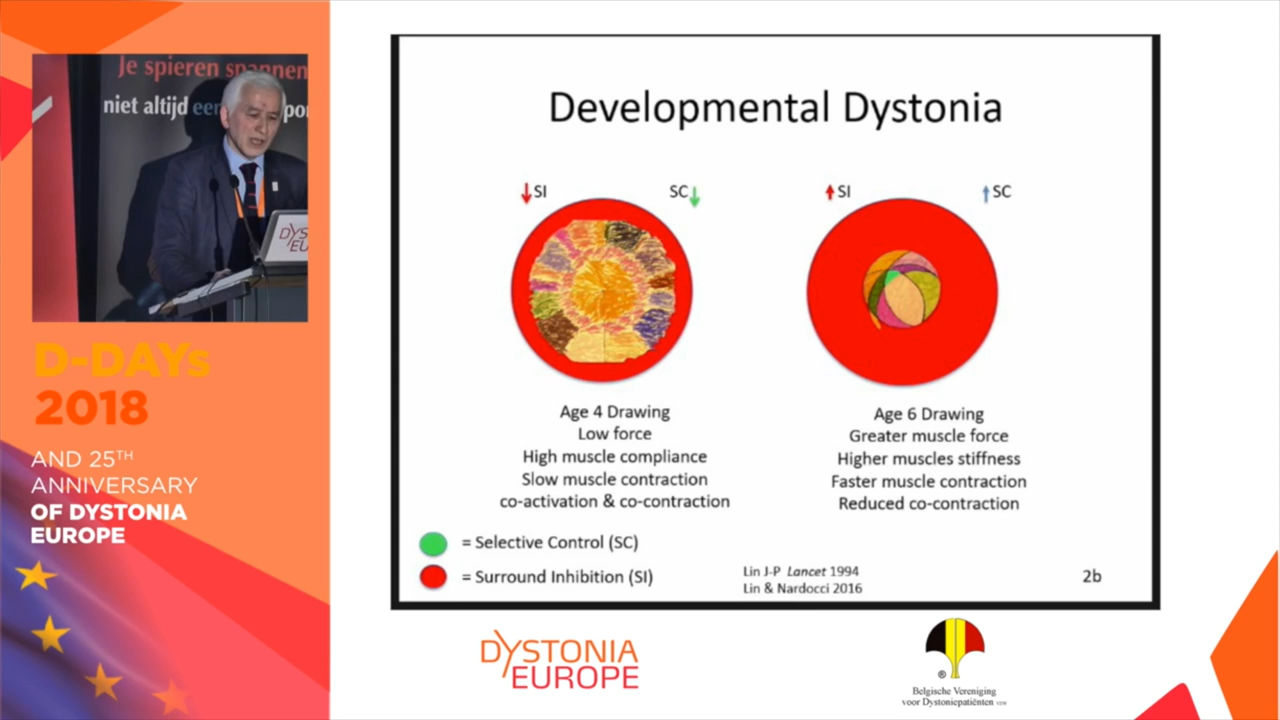 Je spieren spannen
niet altijd een
D-DAYs
2018
AND 25TH
ANNIVERSARY
OF DYSTONIA
EUROPE
Developmental Dystonia
↓SI
SC↓
↑SI
↑SC
Age 4 Drawing
Low force
High muscle compliance
Slow muscle contraction
co-activation & co-contraction
Age 6 Drawing
Greater muscle force
Higher muscles stiffness
Faster muscle contraction
Reduced co-contraction
= Selective Control (SC)
= Surround Inhibition (SI)
Lin J-P Lancet 1994
Lin & Nardocci 2016
2b
DYSTONIA
EUROPE
®
Belgische Vereniging
voor Dystoniepatiënten vzw